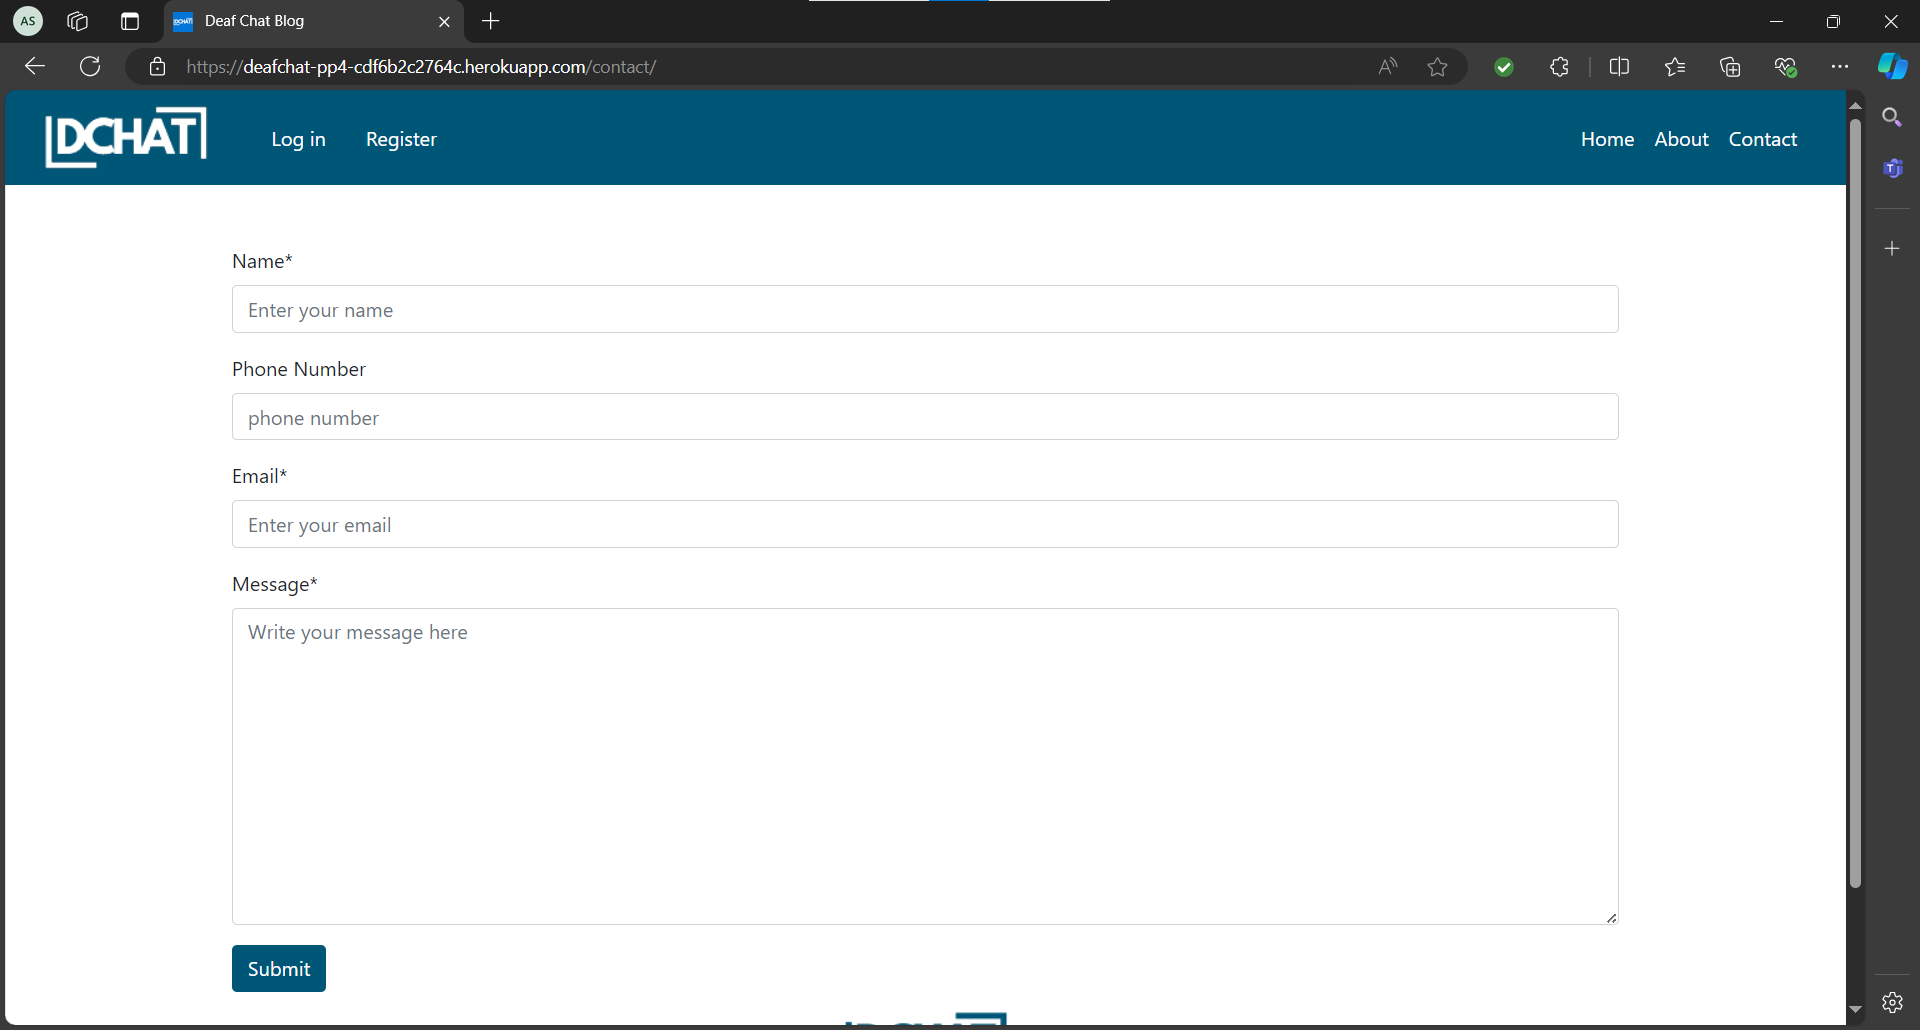 AS
Deaf Chat Blog
https://deafchat-pp4-cdf6b2c2764c.herokuapp.com/contact/
DCHAT
Log in
Register
Home
About
Contact
Name*
Enter your name
Phone Number
phone number
Email*
Enter your email
Message*
Write your message here
Submit